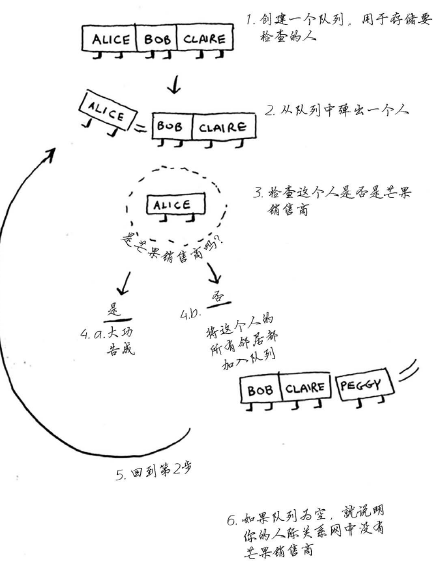 ALICE BOB CLAIRE
1. 创建一个队列，用于存储要
检查的人
ALICE
BOB CLAIRE
2. 从队列中弹出一个人
3. 检查这个人是否是芒果
销售商
ALICE
是芒果销售商吗?
是
4.a. 大功
告成
否
4.b.
将这个人的
所有邻居都
加入队列
BOB CLAIRE PEGGY
5. 回到第2步
6. 如果队列为空，就说明
你的人际关系网中没有
芒果销售商